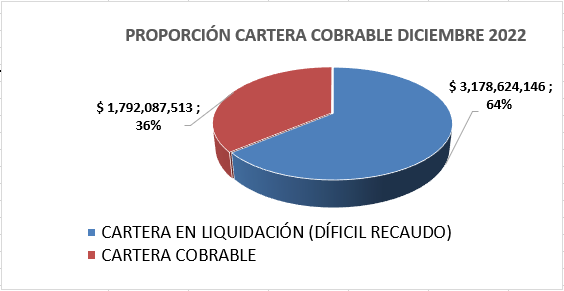 PROPORCIÓN CARTERA COBRABLE DICIEMBRE 2022
$ 1,792,087,513 ;
36%
$ 3,178,624,146 ;
64%
CARTERA EN LIQUIDACIÓN (DÍFICIL RECAUDO)
CARTERA COBRABLE